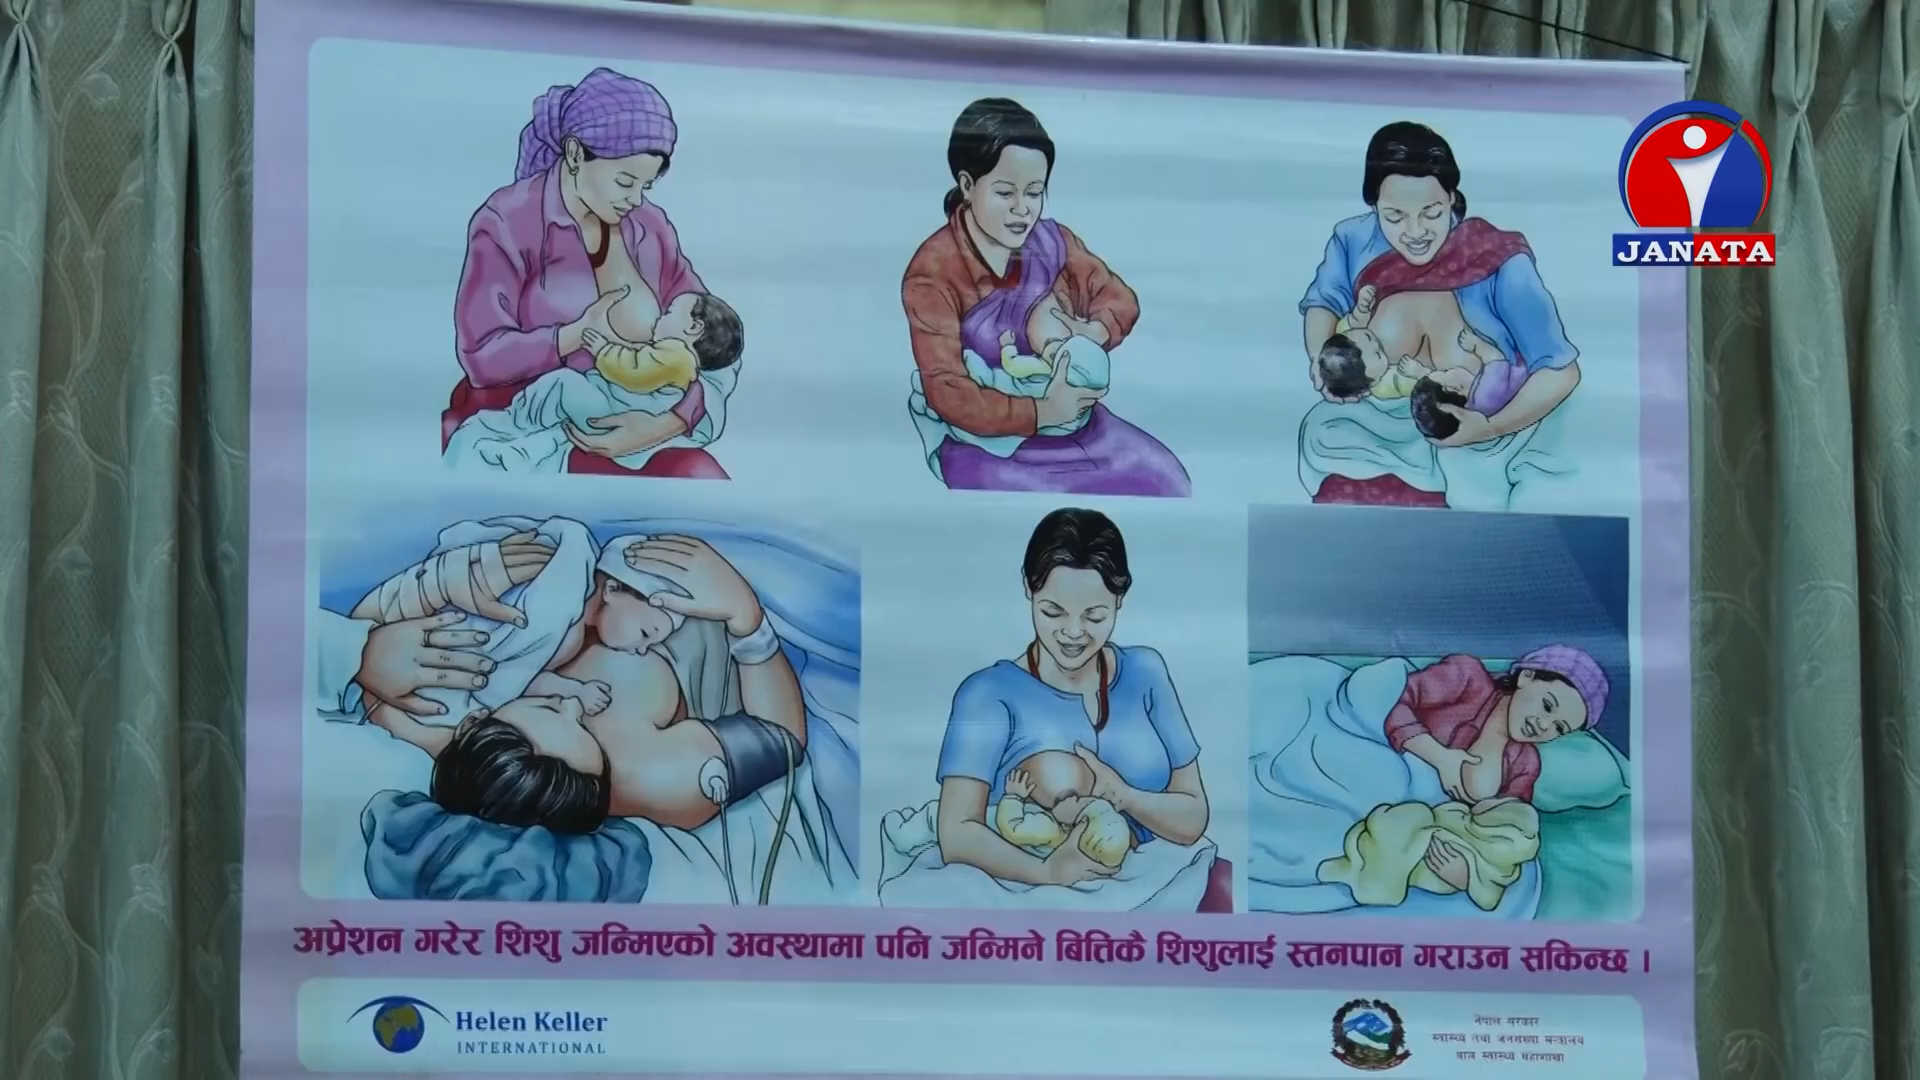 JANATA
अप्रेशन गरेर शिशु जन्मिएको अवस्थामा पनि जन्मिने बित्तिकै शिशुलाई स्तनपान गराउन सकिन्छ ।
Helen Keller
INTERNATIONAL
नेपाल सरकार
स्वास्थ्य तथा जनसंख्या मन्त्रालय
बाल स्वास्थ्य महाशाखा